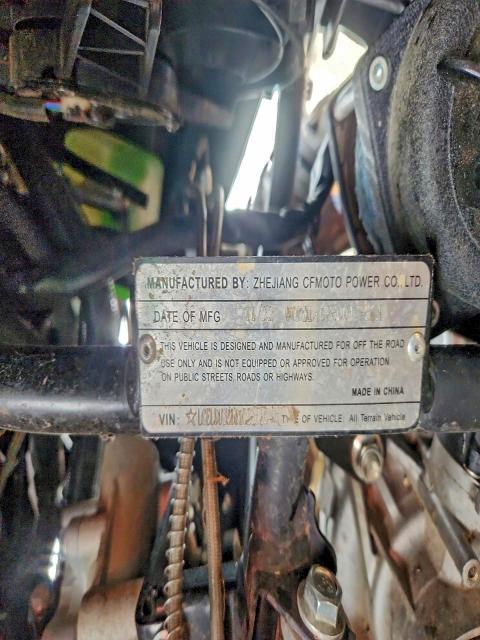 MANUFACTURED BY: ZHEJIANG CFMOTO POWER CO., LTD.
DATE OF MFG
THIS VEHICLE IS DESIGNED AND MANUFACTURED FOR OFF THE ROAD
USE ONLY AND IS NOT EQUIPPED OR APPROVED FOR OPERATION
ON PUBLIC STREETS, ROADS OR HIGHWAYS.
MADE IN CHINA
VIN: TYPE OF VEHICLE: All Terrain Vehicle